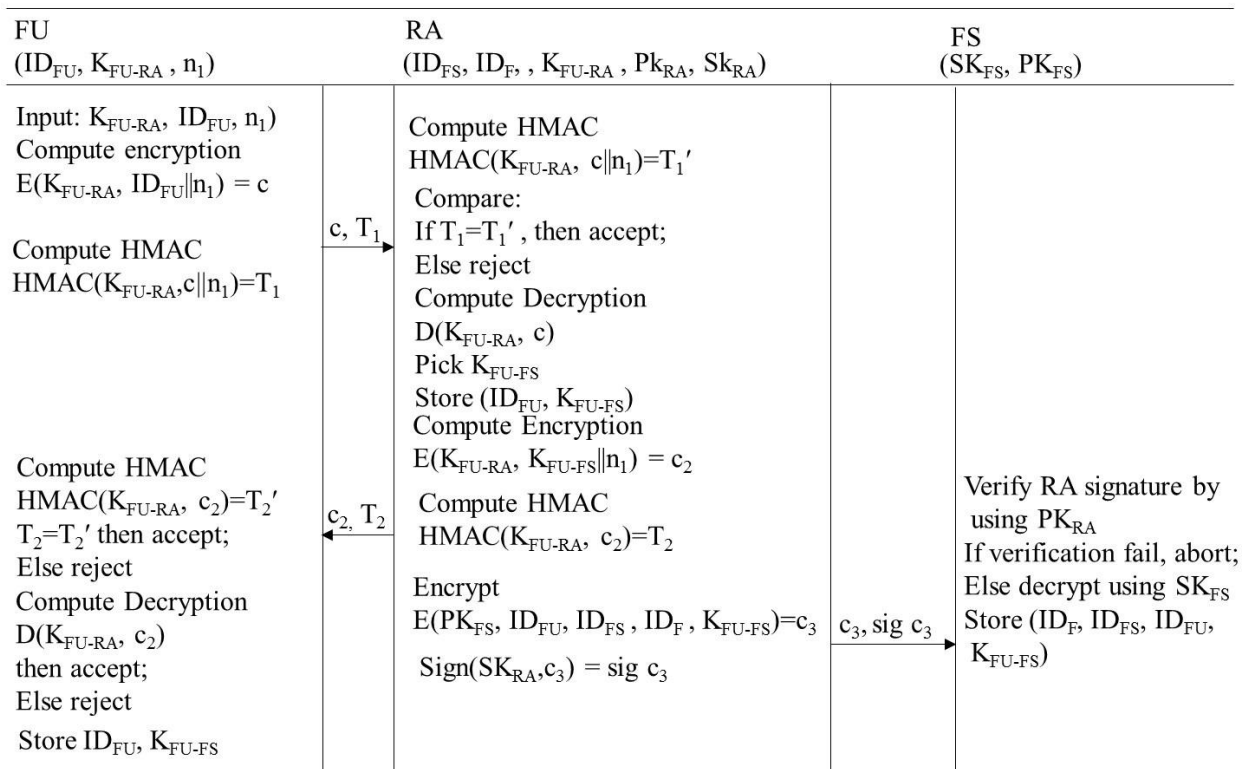 FU
(ID_FU, K_FU-RA , n_1)
Input: K_FU-RA, ID_FU, n_1)
Compute encryption
E(K_FU-RA, ID_FU||n_1) = c
Compute HMAC
HMAC(K_FU-RA,c||n_1)=T_1
Compute HMAC
HMAC(K_FU-RA, c_2)=T_2′
T_2=T_2′ then accept;
Else reject
Compute Decryption
D(K_FU-RA, c_2)
then accept;
Else reject
Store ID_FU, K_FU-FS
c, T_1
c_2, T_2
RA
(ID_FS, ID_F, , K_FU-RA , Pk_RA, Sk_RA)
Compute HMAC
HMAC(K_FU-RA, c||n_1)=T_1′
Compare:
If T_1=T_1′ , then accept;
Else reject
Compute Decryption
D(K_FU-RA, c)
Pick K_FU-FS
Store (ID_FU, K_FU-FS)
Compute Encryption
E(K_FU-RA, K_FU-FS||n_1) = c_2
Compute HMAC
HMAC(K_FU-RA, c_2)=T_2
Encrypt
E(PK_FS, ID_FU, ID_FS , ID_F , K_FU-FS)=c_3
Sign(SK_RA,c_3) = sig c_3
c_3, sig c_3
FS
(SK_FS, PK_FS)
Verify RA signature by
using PK_RA
If verification fail, abort;
Else decrypt using SK_FS
Store (ID_F, ID_FS, ID_FU,
K_FU-FS)